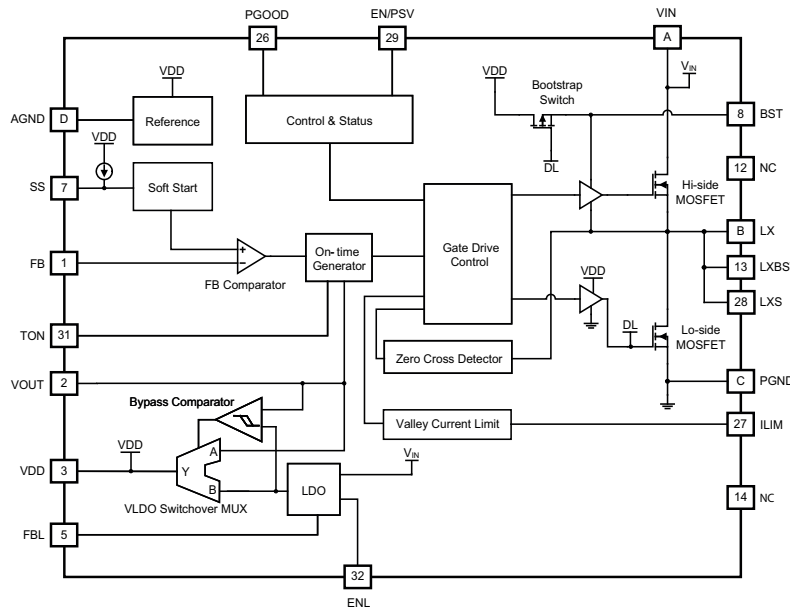 PGOOD
EN/PSV
VIN
26
29
A
VDD
VDD
Bootstrap
Switch
VIN
AGND
D
Reference
Control & Status
8
BST
VDD
DL
12
NC
SS
7
Soft Start
Hi-side
MOSFET
Gate Drive
Control
B
LX
FB
1
+
–
FB Comparator
On-time
Generator
13
LXBST
VDD
28
LXS
TON
31
DL
Lo-side
MOSFET
Zero Cross Detector
VOUT
2
C
PGND
Bypass Comparator
Valley Current Limit
27
ILIM
VDD
A
VDD
3
Y
VIN
B
LDO
VLDO Switchover MUX
14
NC
FBL
5
32
ENL